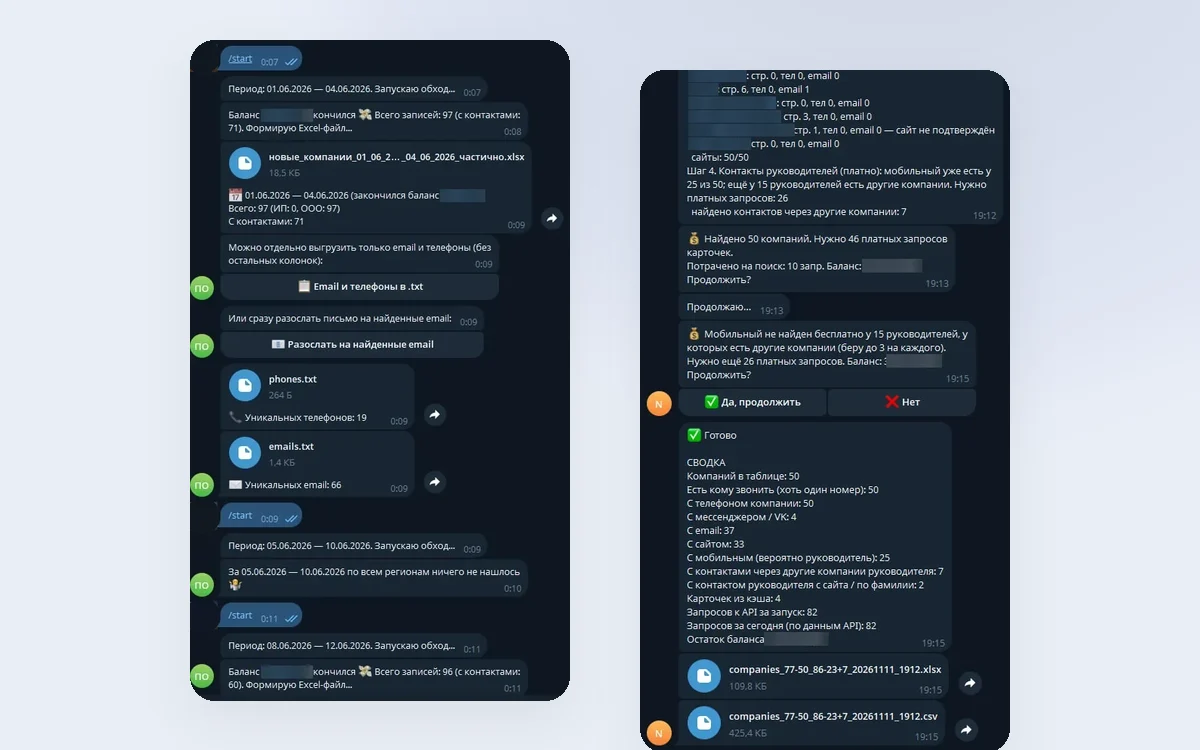 /start 0:07
Период: 01.06.2026 — 04.06.2026. Запускаю обход... 0:07
Баланс кончился 💸 Всего записей: 97 (с контактами:
71). Формирую Excel-файл... 0:08
новые_компании_01_06_2..._04_06_2026_частично.xlsx
18,5 КБ
📅 01.06.2026 — 04.06.2026 (закончился баланс
Всего: 97 (ИП: 0, ООО: 97)
С контактами: 71 0:09
Можно отдельно выгрузить только email и телефоны (без
остальных колонок): 0:09
ПО
📋 Email и телефоны в .txt
Или сразу разослать письмо на найденные email: 0:09
ПО
📧 Разослать на найденные email
phones.txt
264 Б
📞 Уникальных телефонов: 19 0:09
emails.txt
1,4 КБ
✉️ Уникальных email: 66 0:09
ПО
/start 0:09
Период: 05.06.2026 — 10.06.2026. Запускаю обход... 0:09
За 05.06.2026 — 10.06.2026 по всем регионам ничего не нашлось
🤷 0:10
ПО
/start 0:11
Период: 08.06.2026 — 12.06.2026. Запускаю обход... 0:11
Баланс кончился 💸 Всего записей: 96 (с контактами:
60). Формирую Excel-файл... 0:11
ПО
: стр. 0, тел 0, email 0
: стр. 6, тел 0, email 1
: стр. 0, тел 0, email 0
стр. 3, тел 0, email 0
стр. 1, тел 0, email 0 — сайт не подтверждён
стр. 0, тел 0, email 0
сайты: 50/50
Шаг 4. Контакты руководителей (платно): мобильный уже есть у
25 из 50; ещё у 15 руководителей есть другие компании. Нужно
платных запросов: 26
найдено контактов через другие компании: 7 19:12
💰 Найдено 50 компаний. Нужно 46 платных запросов
карточек.
Потрачено на поиск: 10 запр. Баланс:
Продолжить? 19:13
Продолжаю... 19:13
💰 Мобильный не найден бесплатно у 15 руководителей, у
которых есть другие компании (беру до 3 на каждого).
Нужно ещё 26 платных запросов. Баланс:
Продолжить? 19:15
N
✅ Да, продолжить
❌ Нет
✅ Готово
СВОДКА
Компаний в таблице: 50
Есть кому звонить (хоть один номер): 50
С телефоном компании: 50
С мессенджером / VK: 4
С email: 37
С сайтом: 33
С мобильным (вероятно руководитель): 25
С контактами через другие компании руководителя: 7
С контактом руководителя с сайта / по фамилии: 2
Карточек из кэша: 4
Запросов к API за запуск: 82
Запросов за сегодня (по данным API): 82
Остаток баланса 19:15
companies_77-50_86-23+7_20261111_1912.xlsx
109,8 КБ 19:15
companies_77-50_86-23+7_20261111_1912.csv
425,4 КБ 19:15
N